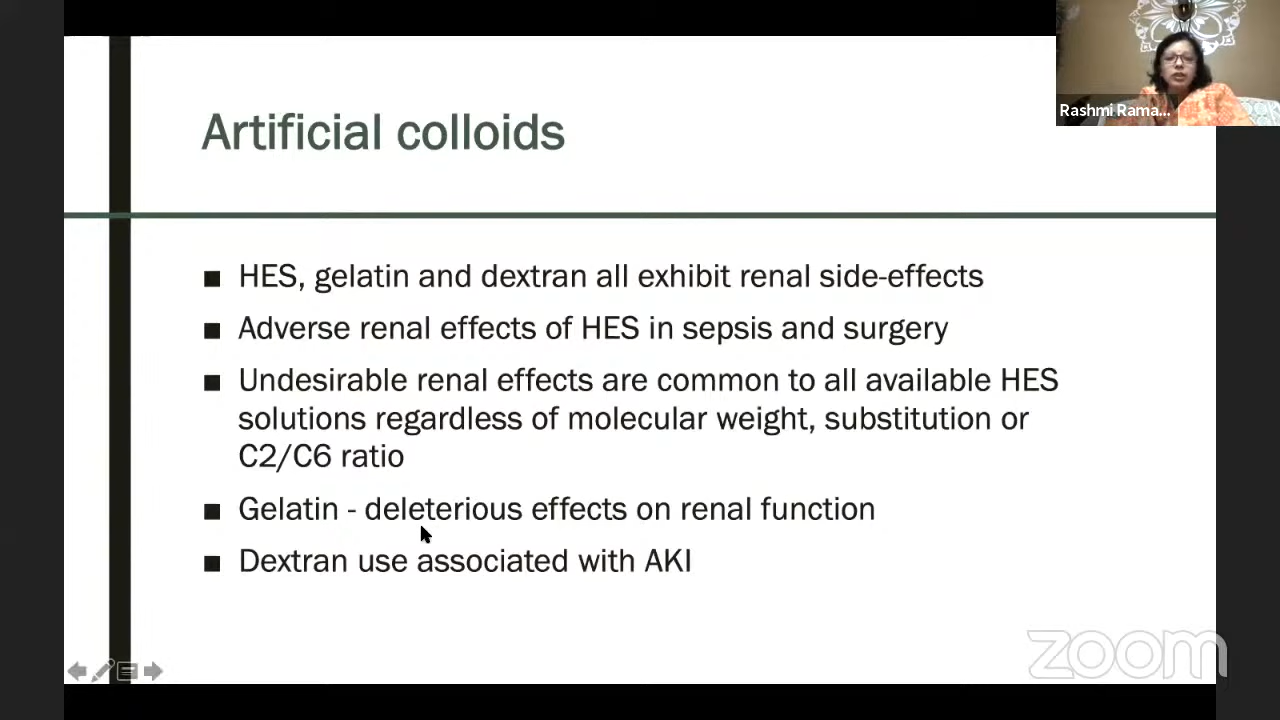 Rashmi Rama...
Artificial colloids
■ HES, gelatin and dextran all exhibit renal side-effects
■ Adverse renal effects of HES in sepsis and surgery
■ Undesirable renal effects are common to all available HES
solutions regardless of molecular weight, substitution or
C2/C6 ratio
■ Gelatin - deleterious effects on renal function
■ Dextran use associated with AKI
zoom